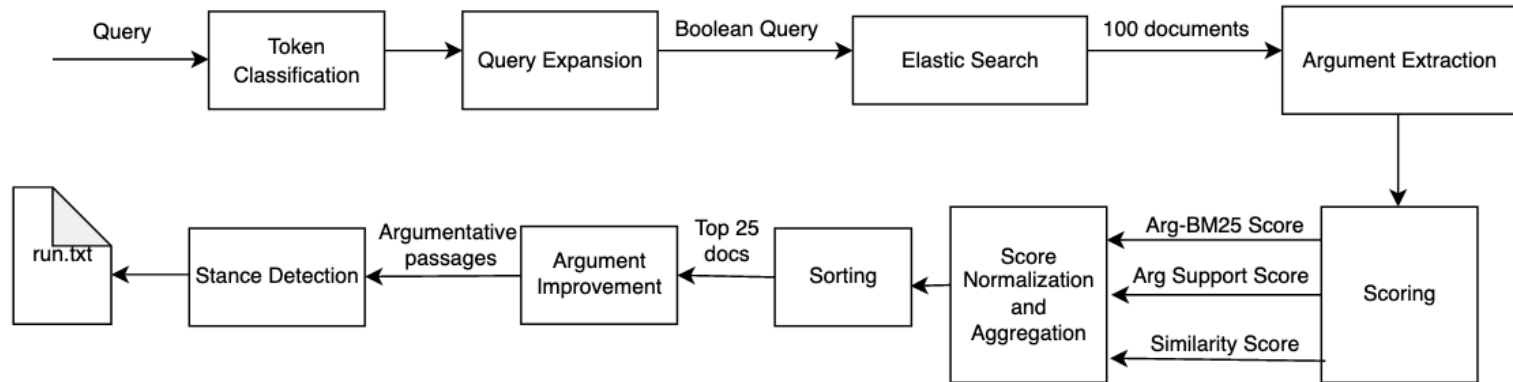 Query
Token
Classification
Query Expansion
Boolean Query
Elastic Search
100 documents
Argument Extraction
Scoring
Arg-BM25 Score
Arg Support Score
Similarity Score
Score
Normalization
and
Aggregation
Sorting
Top 25
docs
Argument
Improvement
Argumentative
passages
Stance Detection
run.txt